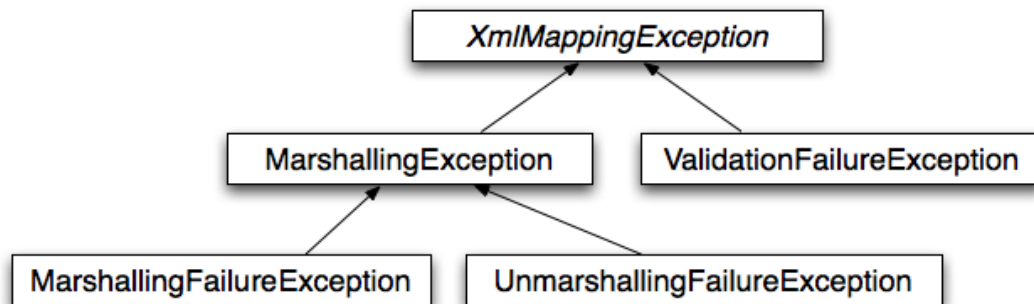 XmlMappingException
MarshallingException
ValidationFailureException
MarshallingFailureException
UnmarshallingFailureException